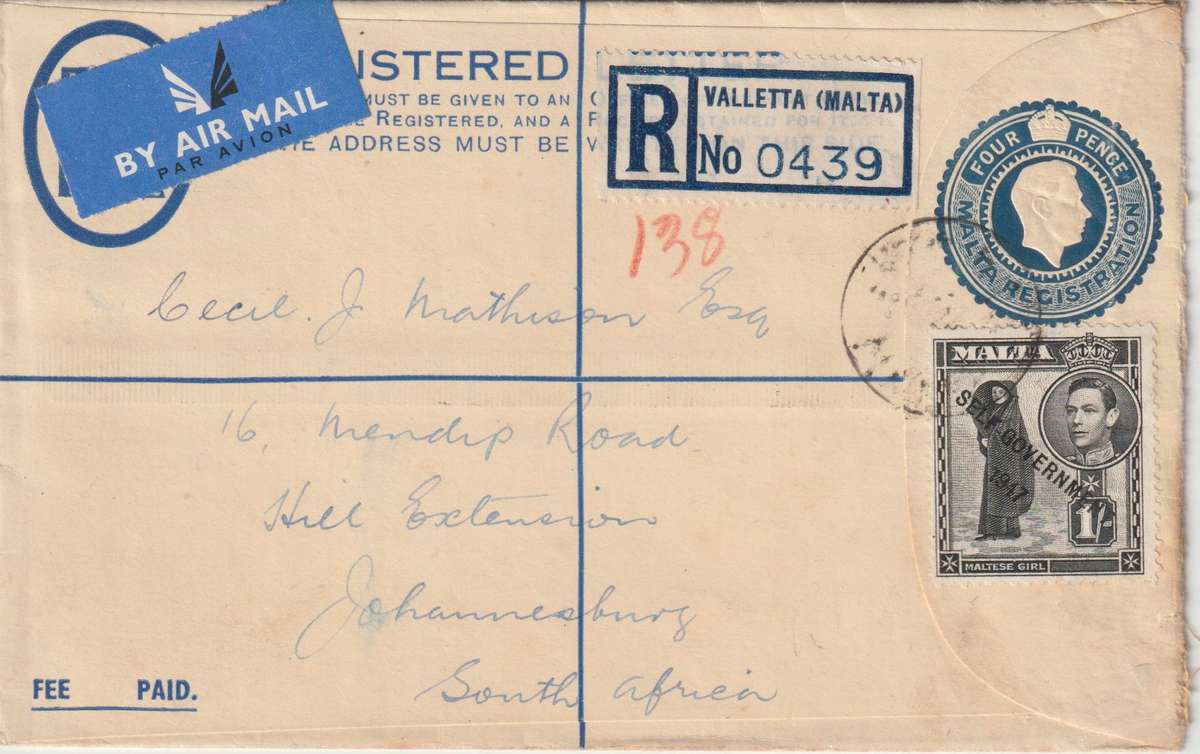 ISTERED
BY AIR MAIL
PAR AVION
MUST BE GIVEN TO AN
REGISTERED, AND A
THE ADDRESS MUST BE
R
VALLETTA (MALTA)
No 0439
FOUR PENCE
MALTA REGISTRATION
138
Cecil. J. Mathison Esq
MALTA
SELF-GOVERNMENT
1947
1/-
MALTESE GIRL
16, Mendip Road.
Hill Extension
Johannesburg
South Africa
FEE PAID.